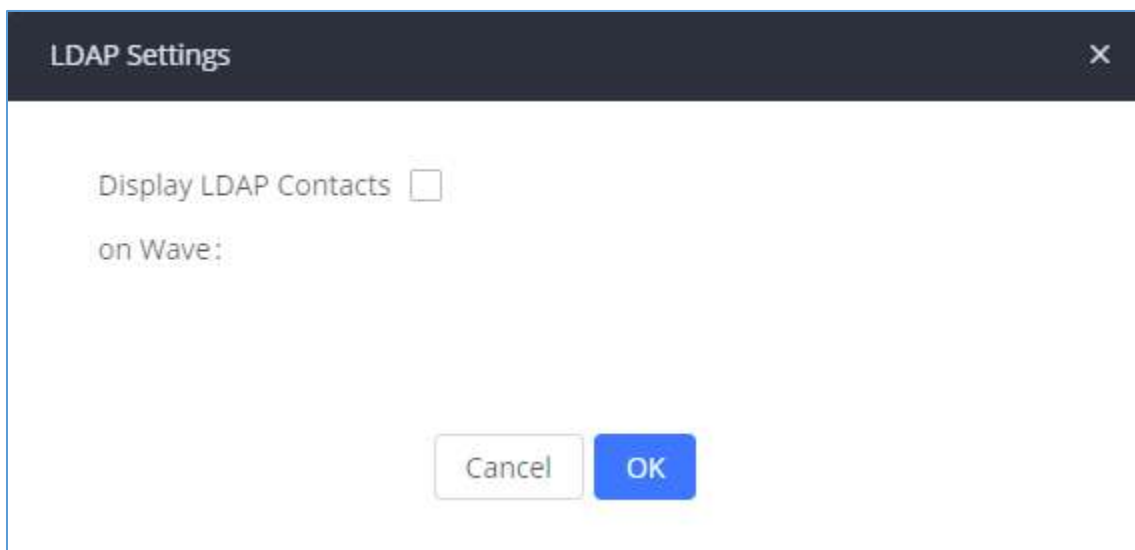 LDAP Settings
Display LDAP Contacts
on Wave:
Cancel
OK